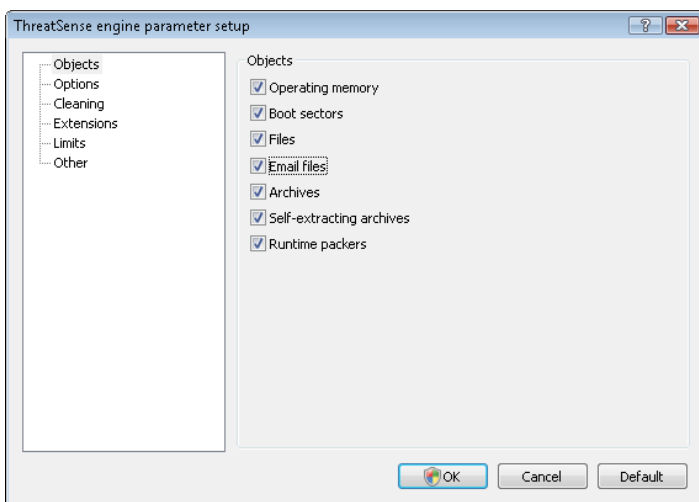 ThreatSense engine parameter setup
Objects
Options
Cleaning
Extensions
Limits
Other
Objects
Operating memory
Boot sectors
Files
Email files
Archives
Self-extracting archives
Runtime packers
OK
Cancel
Default